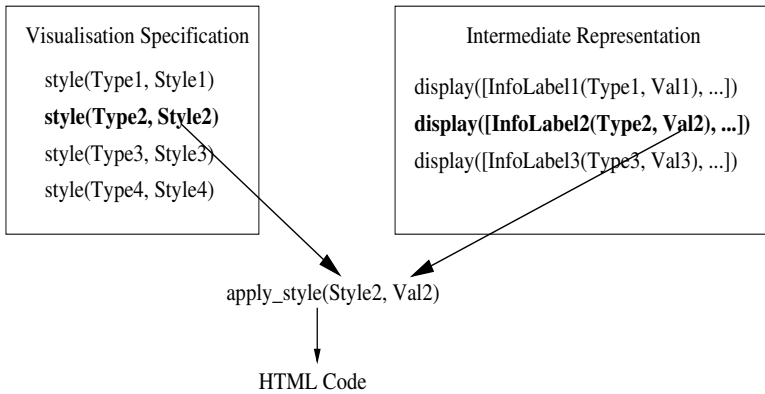 Visualisation Specification
style(Type1, Style1)
style(Type2, Style2)
style(Type3, Style3)
style(Type4, Style4)
Intermediate Representation
display([InfoLabel1(Type1, Val1), ...])
display([InfoLabel2(Type2, Val2), ...])
display([InfoLabel3(Type3, Val3), ...])
apply_style(Style2, Val2)
HTML Code